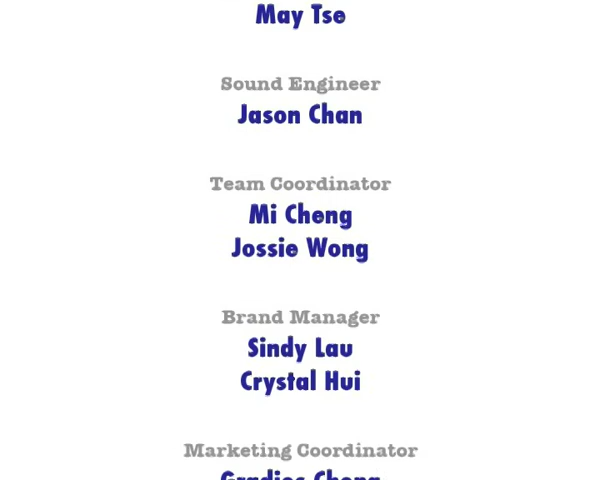 May Tse
Sound Engineer
Jason Chan
Team Coordinator
Mi Cheng
Jossie Wong
Brand Manager
Sindy Lau
Crystal Hui
Marketing Coordinator